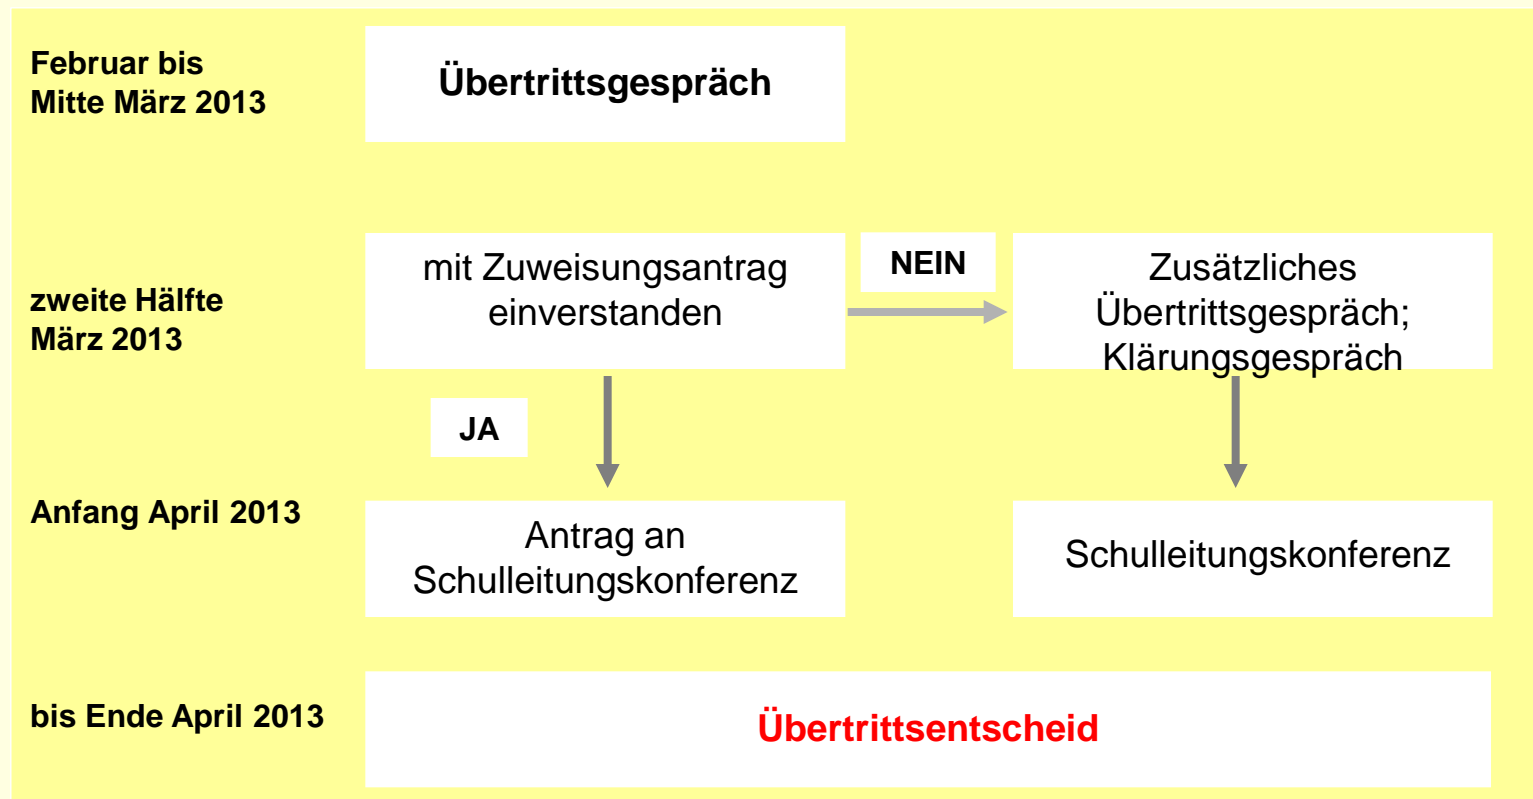 Februar bis
Mitte März 2013
Übertrittsgespräch
zweite Hälfte
März 2013
mit Zuweisungsantrag
einverstanden
NEIN
Zusätzliches
Übertrittsgespräch;
Klärungsgespräch
JA
Anfang April 2013
Antrag an
Schulleitungskonferenz
Schulleitungskonferenz
bis Ende April 2013
Übertrittsentscheid